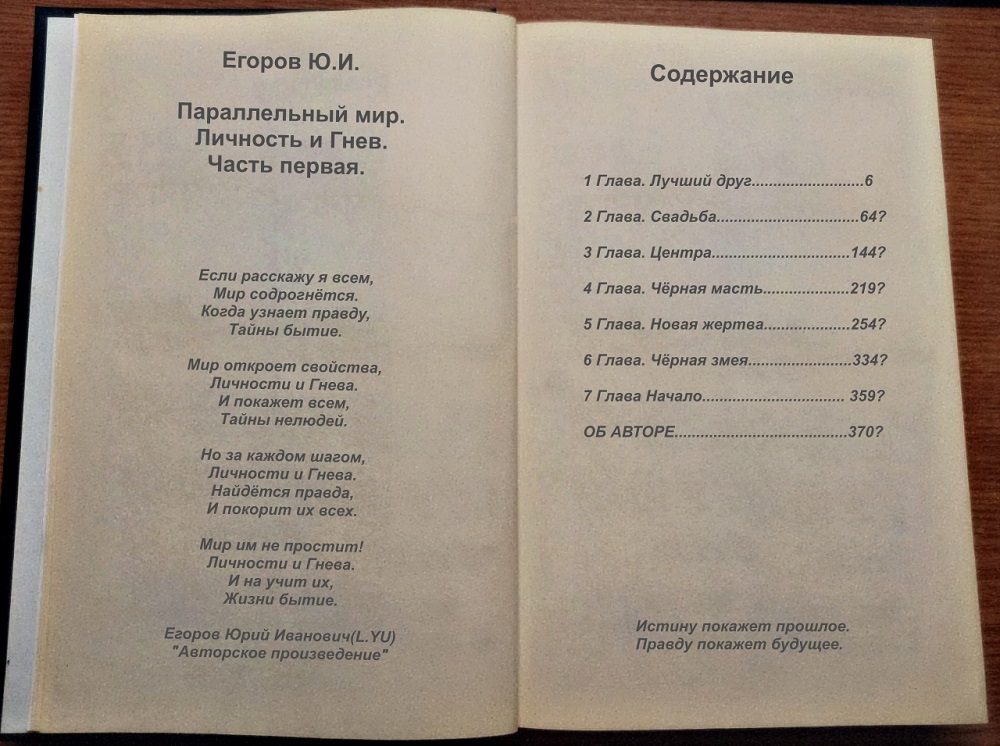 Егоров Ю.И.
Параллельный мир.
Личность и Гнев.
Часть первая.
Если расскажу я всем,
Мир содрогнётся.
Когда узнает правду,
Тайны бытие.
Мир откроет свойства,
Личности и Гнева.
И покажет всем,
Тайны нелюдей.
Но за каждом шагом,
Личности и Гнева.
Найдётся правда,
И покорит их всех.
Мир им не простит!
Личности и Гнева.
И на учит их,
Жизни бытие.
Егоров Юрий Иванович(L.YU)
"Авторское произведение"
Содержание
1 Глава. Лучший друг..........................6
2 Глава. Свадьба.................................64?
3 Глава. Центра................................144?
4 Глава. Чёрная масть....................219?
5 Глава. Новая жертва....................254?
6 Глава. Чёрная змея........................334?
7 Глава Начало................................. 359?
ОБ АВТОРЕ........................................370?
Истину покажет прошлое.
Правду покажет будущее.